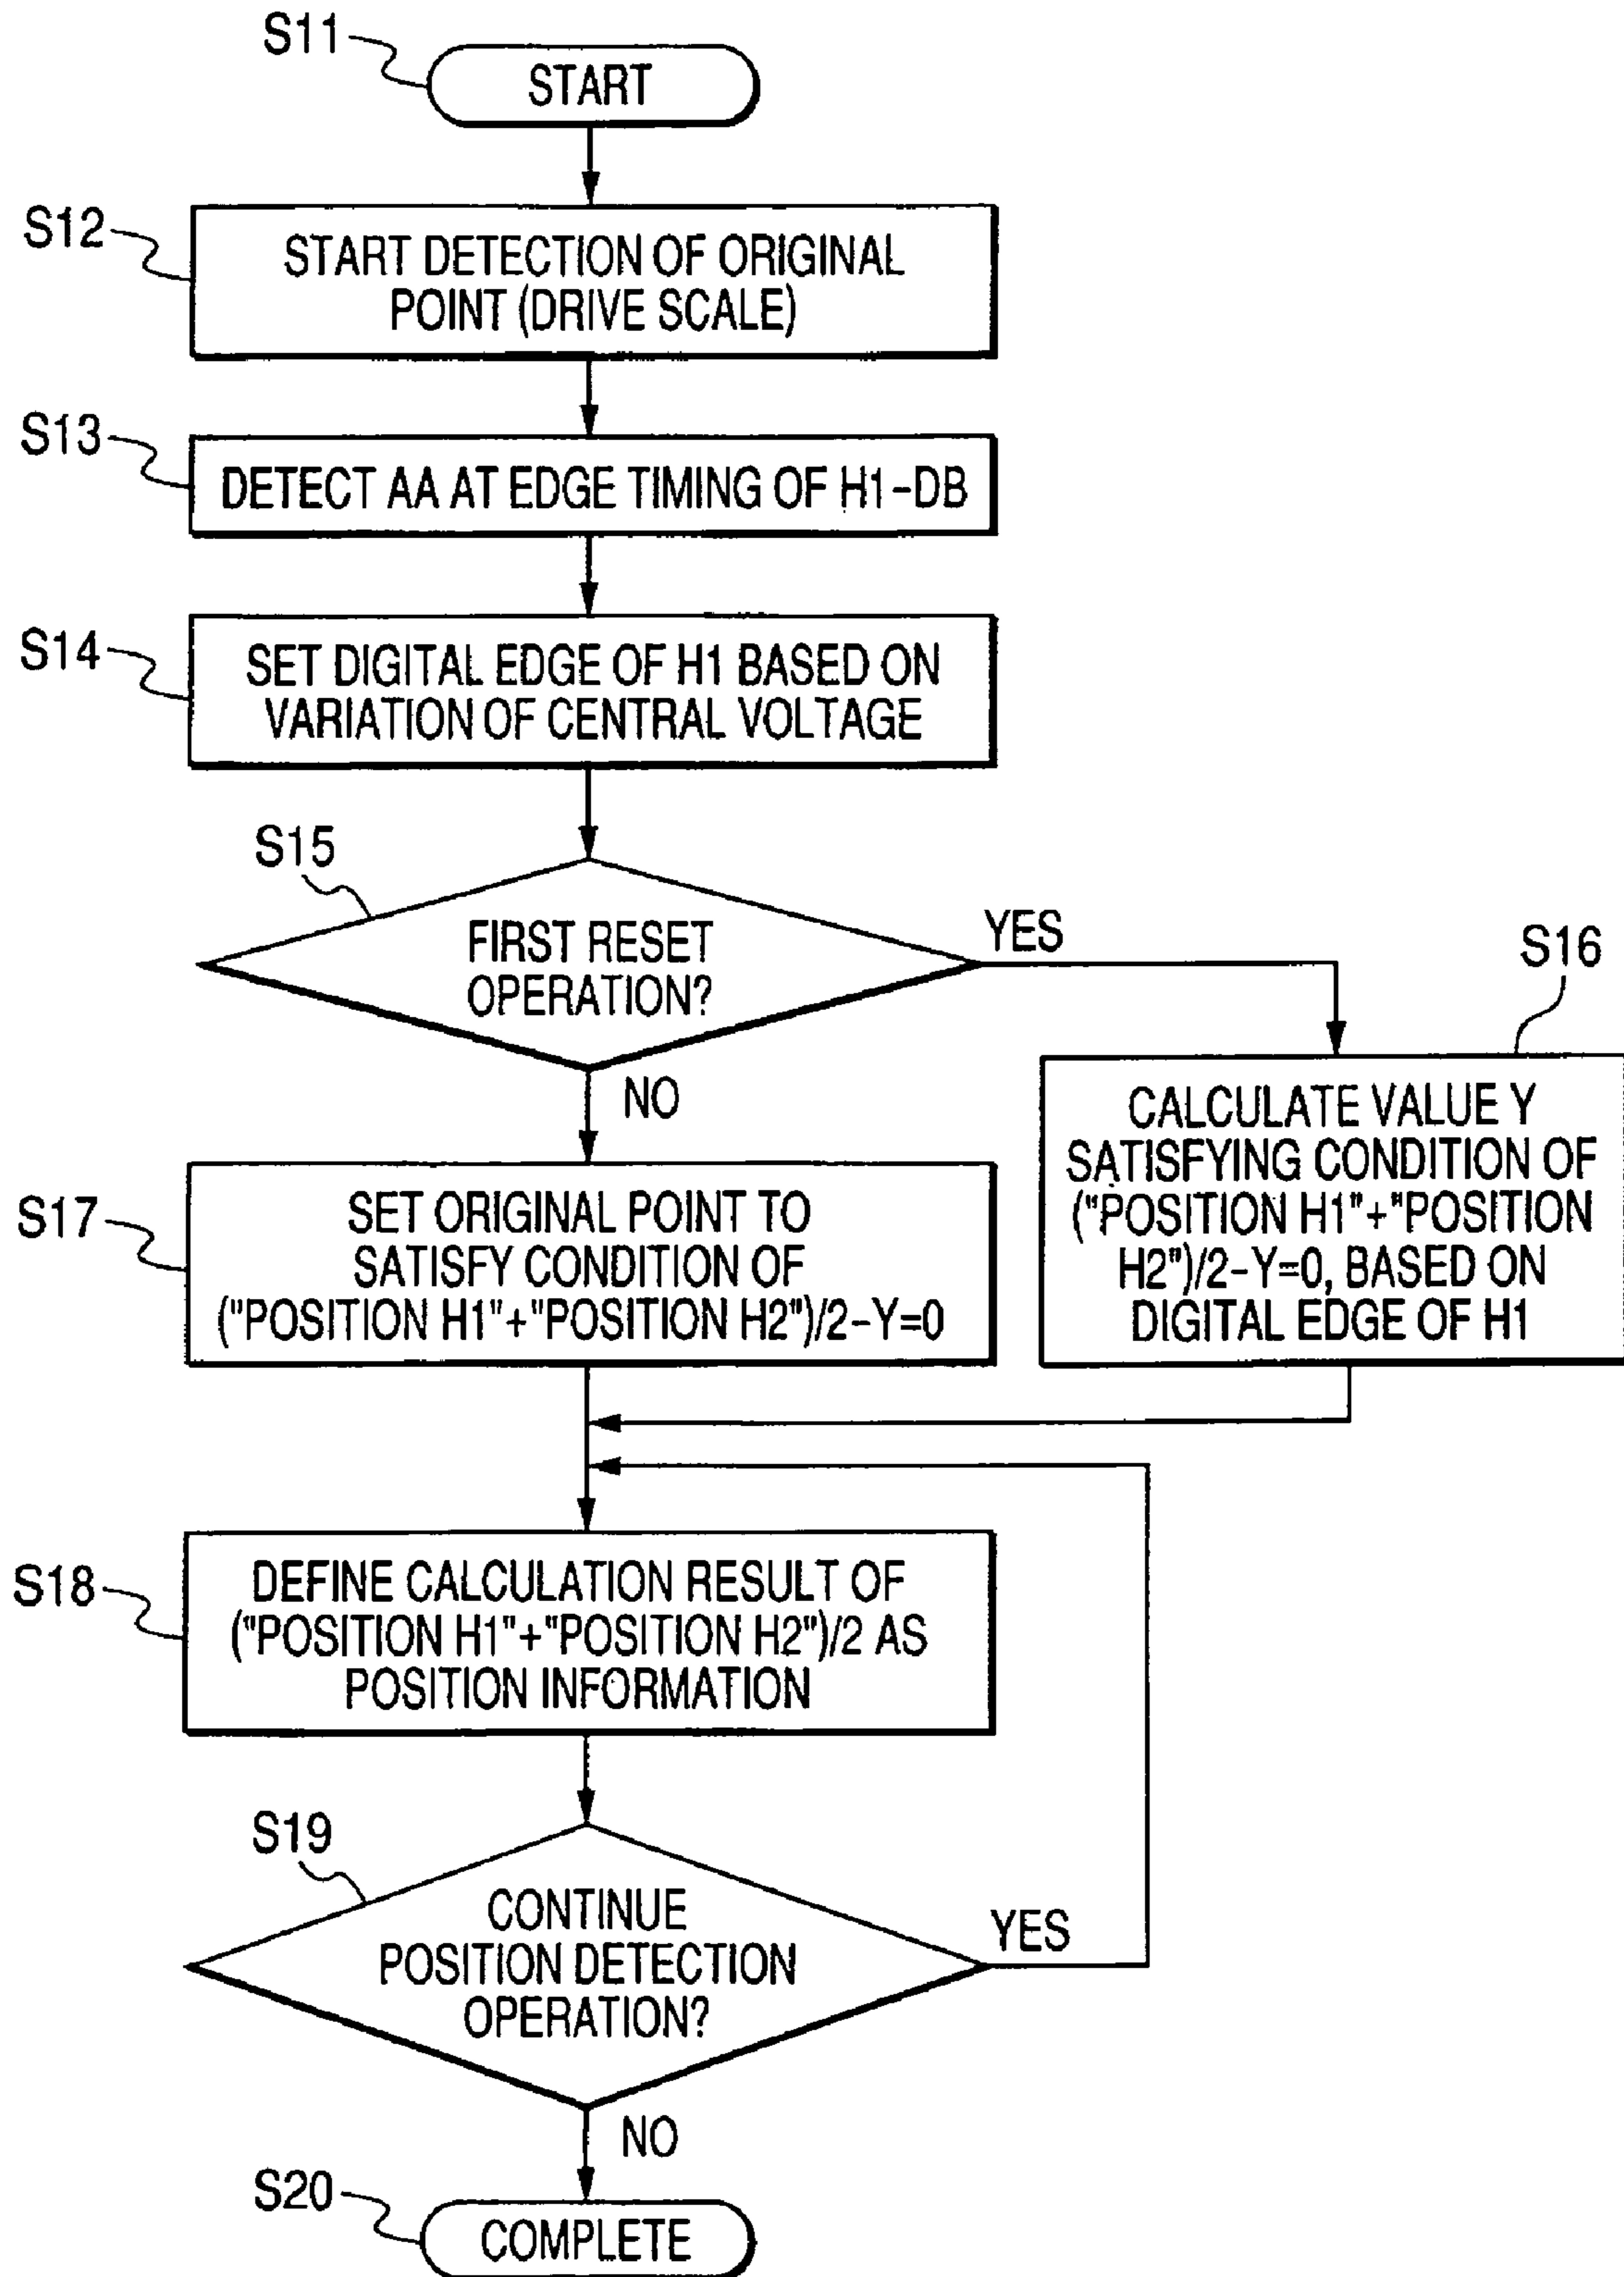 S11
START
S12
START DETECTION OF ORIGINAL
POINT (DRIVE SCALE)
S13
DETECT AA AT EDGE TIMING OF H1-DB
S14
SET DIGITAL EDGE OF H1 BASED ON
VARIATION OF CENTRAL VOLTAGE
S15
FIRST RESET
OPERATION?
YES
NO
S16
CALCULATE VALUE Y
SATISFYING CONDITION OF
("POSITION H1"+"POSITION
H2")/2-Y=0, BASED ON
DIGITAL EDGE OF H1
S17
SET ORIGINAL POINT TO
SATISFY CONDITION OF
("POSITION H1"+"POSITION H2")/2-Y=0
S18
DEFINE CALCULATION RESULT OF
("POSITION H1"+"POSITION H2")/2 AS
POSITION INFORMATION
S19
CONTINUE
POSITION DETECTION
OPERATION?
YES
NO
S20
COMPLETE